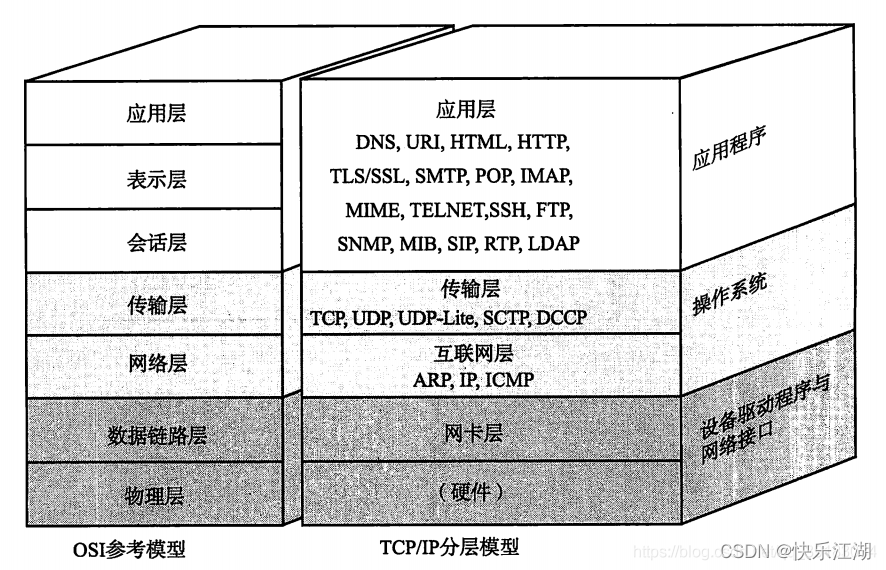 应用层
表示层
会话层
传输层
网络层
数据链路层
物理层
OSI参考模型
应用层
DNS, URI, HTML, HTTP,
TLS/SSL, SMTP, POP, IMAP,
MIME, TELNET,SSH, FTP,
SNMP, MIB, SIP, RTP, LDAP
传输层
TCP, UDP, UDP-Lite, SCTP, DCCP
互联网层
ARP, IP, ICMP
网卡层
（硬件）
TCP/IP分层模型
应用程序
操作系统
设备驱动程序与
网络接口
https://blog.c
CSDN @快乐江湖